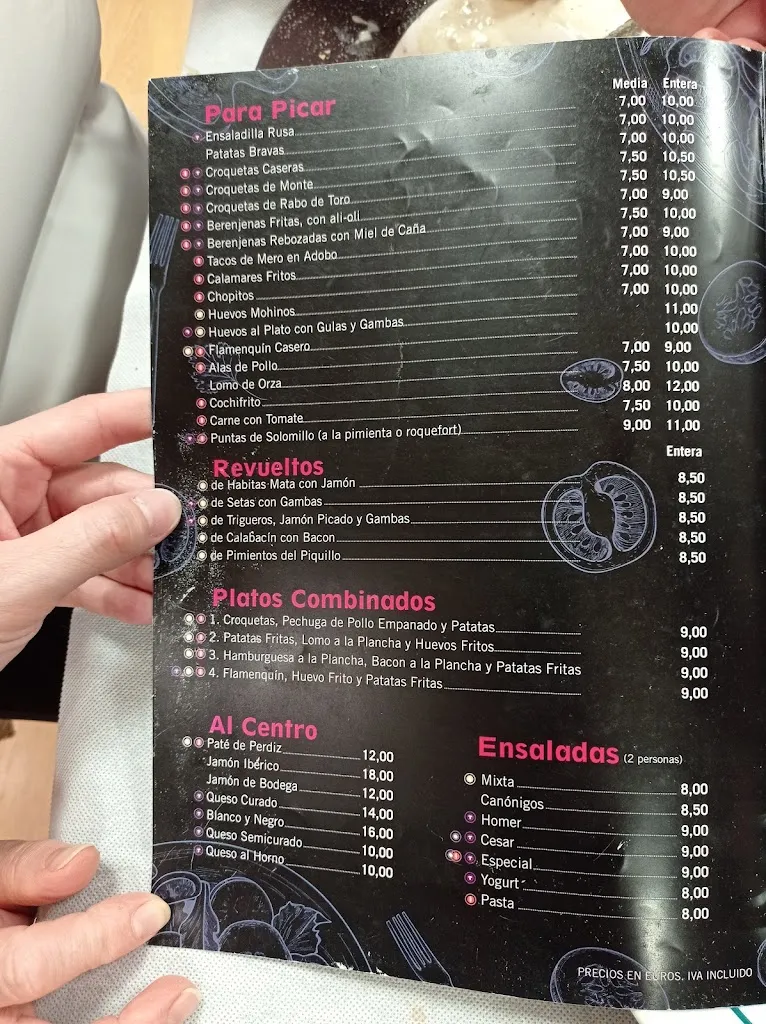 Para Picar Media Entera
Ensaladilla Rusa 7,00 10,00
Patatas Bravas 7,00 10,00
Croquetas Caseras 7,00 10,00
Croquetas de Monte 7,50 10,50
Croquetas de Rabo de Toro 7,50 10,50
Berenjenas Fritas, con ali-oli 7,00 9,00
Berenjenas Rebozadas con Miel de Caña 7,50 10,00
Tacos de Mero en Adobo 7,00 9,00
Calamares Fritos 7,00 10,00
Chopitos 7,00 10,00
Huevos Mohinos 7,00 10,00
Huevos al Plato con Gulas y Gambas 11,00
Flamenquín Casero 10,00
Alas de Pollo 7,00 9,00
Lomo de Orza 7,50 10,00
Cochifrito 8,00 12,00
Carne con Tomate 7,50 10,00
Puntas de Solomillo (a la pimienta o roquefort) 9,00 11,00
Revueltos Entera
de Habitas Mata con Jamón 8,50
de Setas con Gambas 8,50
de Trigueros, Jamón Picado y Gambas 8,50
de Calabacín con Bacon 8,50
de Pimientos del Piquillo 8,50
Platos Combinados
1. Croquetas, Pechuga de Pollo Empanado y Patatas 9,00
2. Patatas Fritas, Lomo a la Plancha y Huevos Fritos 9,00
3. Hamburguesa a la Plancha, Bacon a la Plancha y Patatas Fritas 9,00
4. Flamenquín, Huevo Frito y Patatas Fritas 9,00
Al Centro
Paté de Perdiz 12,00
Jamón Ibérico 18,00
Jamón de Bodega 12,00
Queso Curado 14,00
Blanco y Negro 16,00
Queso Semicurado 10,00
Queso al Horno 10,00
Ensaladas (2 personas)
Mixta 8,00
Canónigos 8,50
Homer 9,00
Cesar 9,00
Especial 9,00
Yogurt 8,00
Pasta 8,00
PRECIOS EN EUROS. IVA INCLUIDO